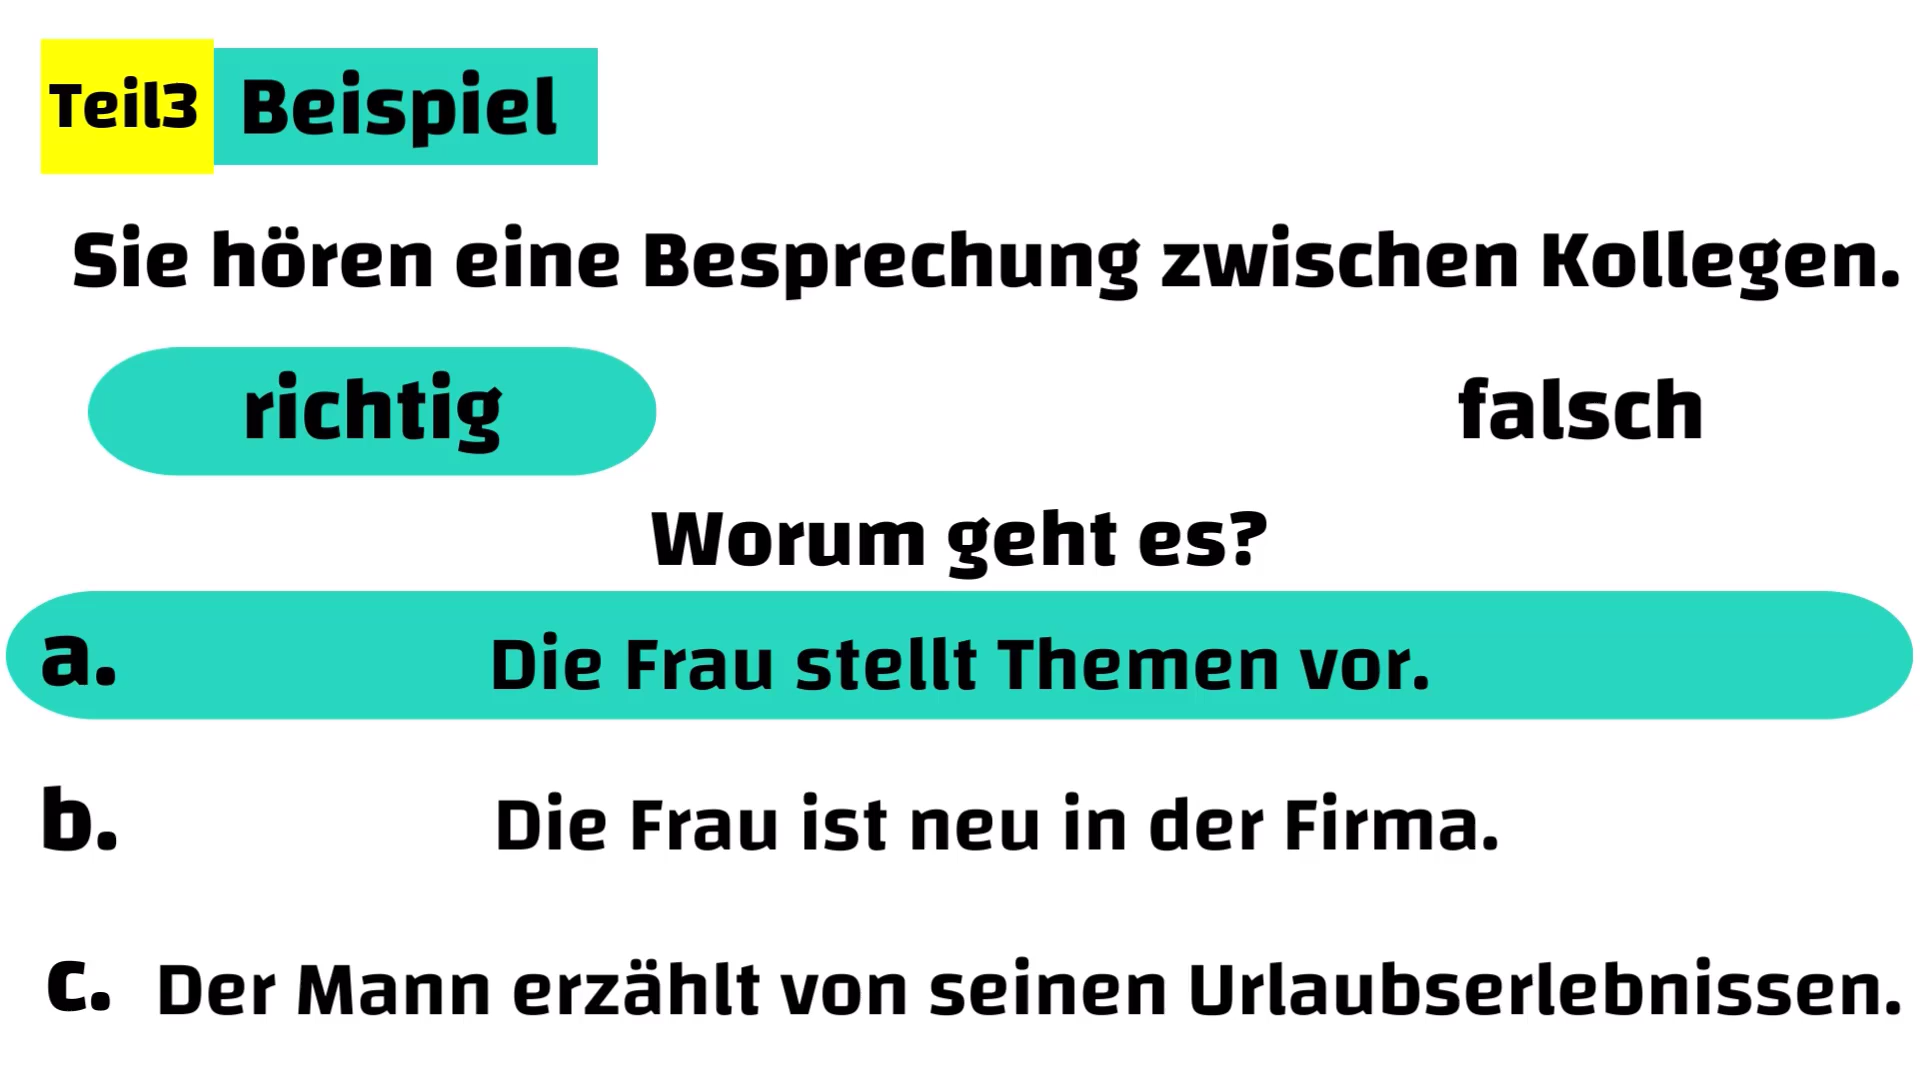 Teil3 Beispiel
Sie hören eine Besprechung zwischen Kollegen.
richtig falsch
Worum geht es?
a. Die Frau stellt Themen vor.
b. Die Frau ist neu in der Firma.
c. Der Mann erzählt von seinen Urlaubserlebnissen.